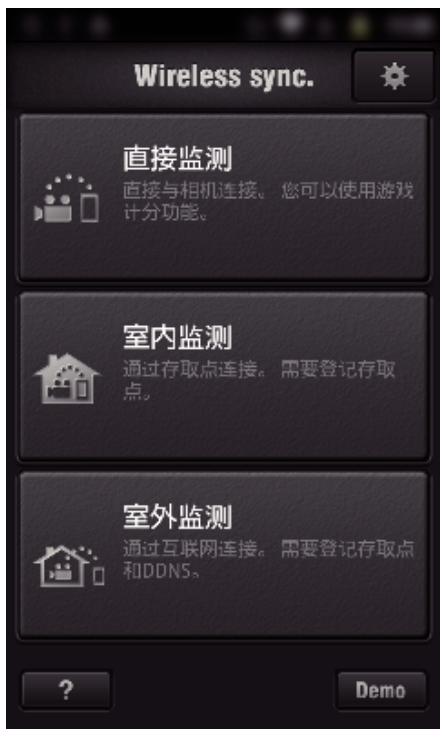 Wireless sync.
直接监测
直接与相机连接。 您可以使用游戏
计分功能。
室内监测
通过存取点连接。 需要登记存取
点。
室外监测
通过互联网连接。 需要登记存取点
和DDNS。
?
Demo